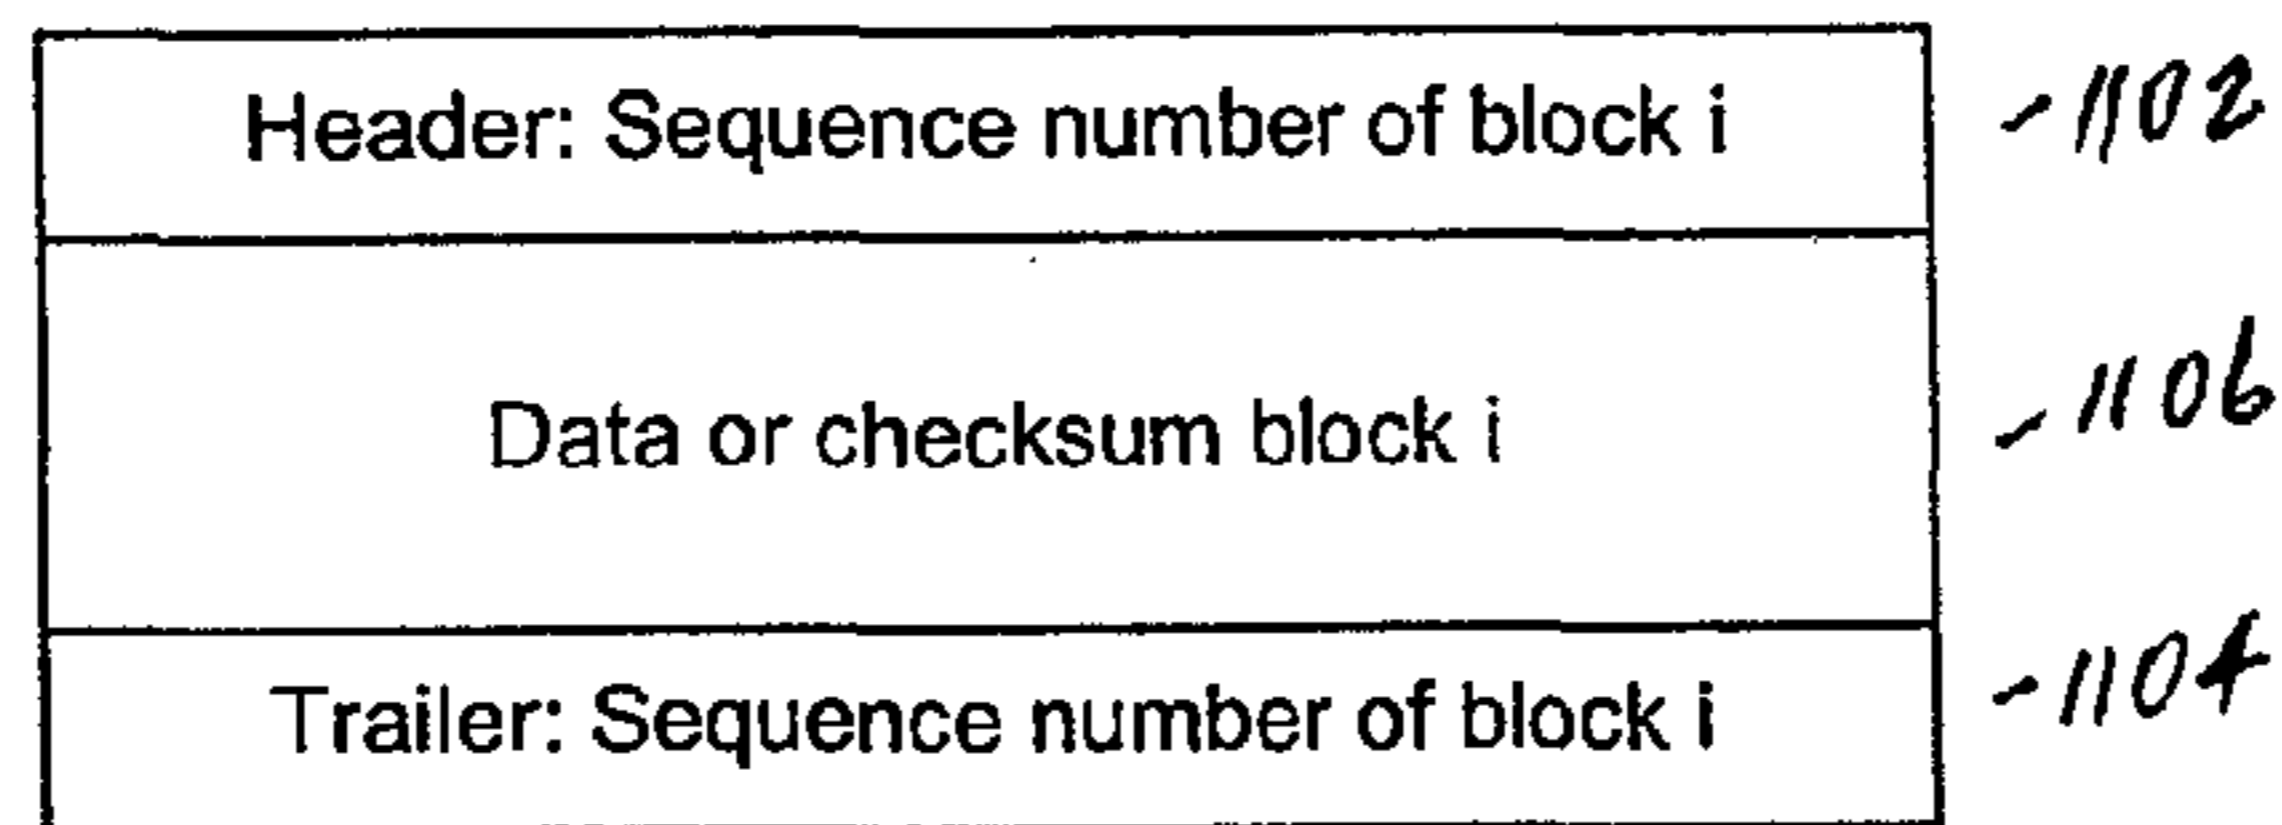 Header: Sequence number of block i -1102
Data or checksum block i -1106
Trailer: Sequence number of block i -1104